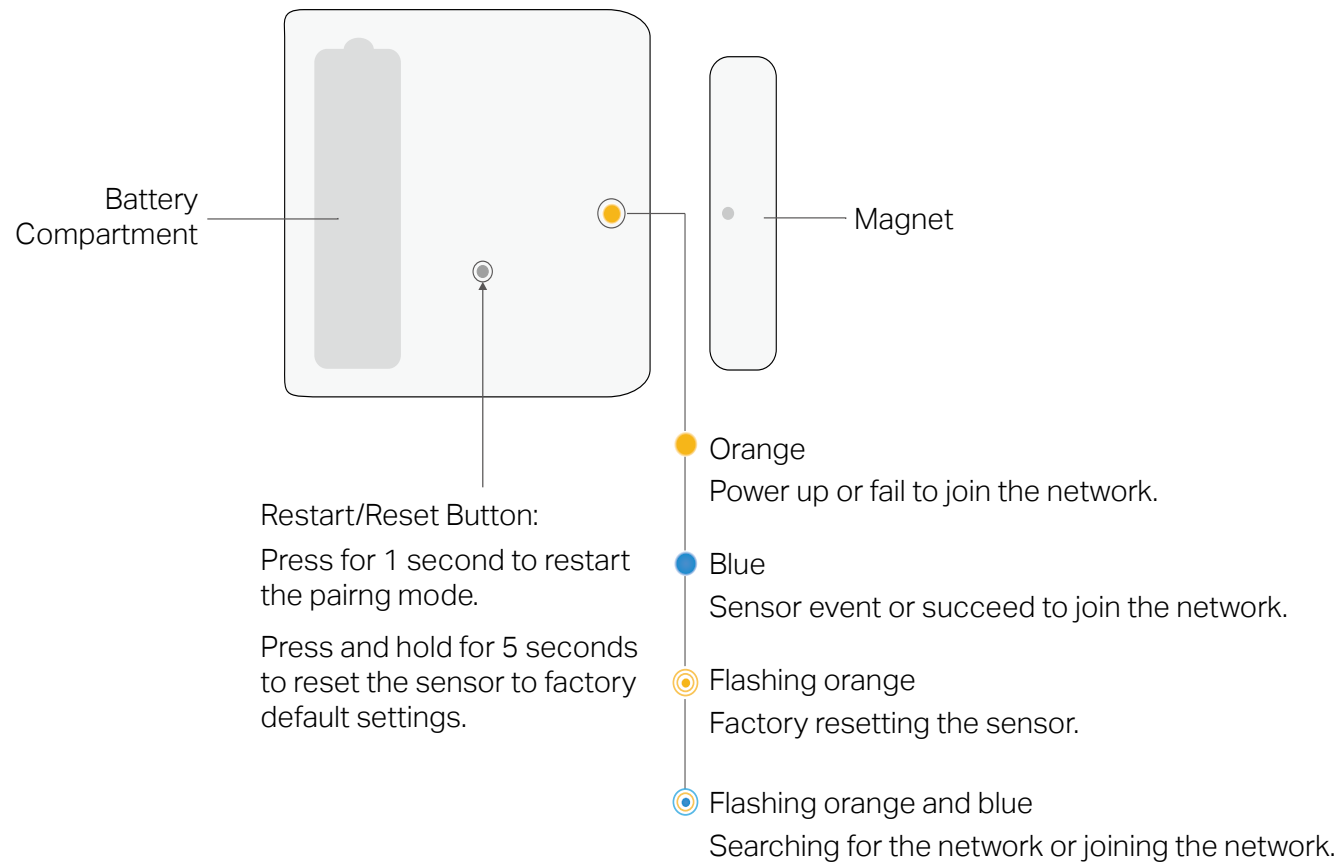 Battery
Compartment
Magnet
Restart/Reset Button:
Press for 1 second to restart
the pairng mode.
Press and hold for 5 seconds
to reset the sensor to factory
default settings.
Orange
Power up or fail to join the network.
Blue
Sensor event or succeed to join the network.
Flashing orange
Factory resetting the sensor.
Flashing orange and blue
Searching for the network or joining the network.